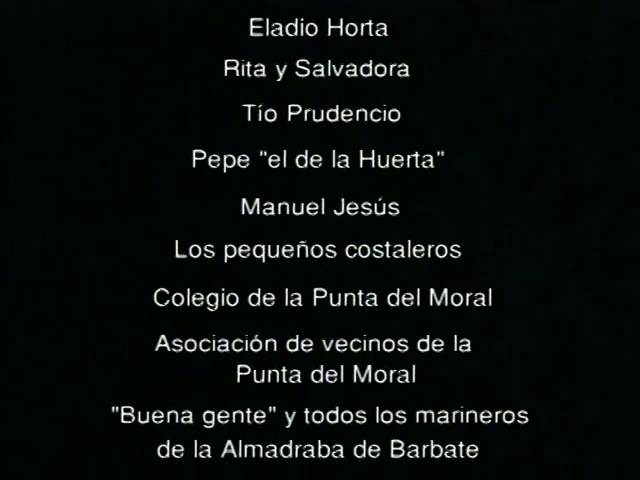 Eladio Horta
Rita y Salvadora
Tío Prudencio
Pepe "el de la Huerta"
Manuel Jesús
Los pequeños costaleros
Colegio de la Punta del Moral
Asociación de vecinos de la
Punta del Moral
"Buena gente" y todos los marineros
de la Almadraba de Barbate